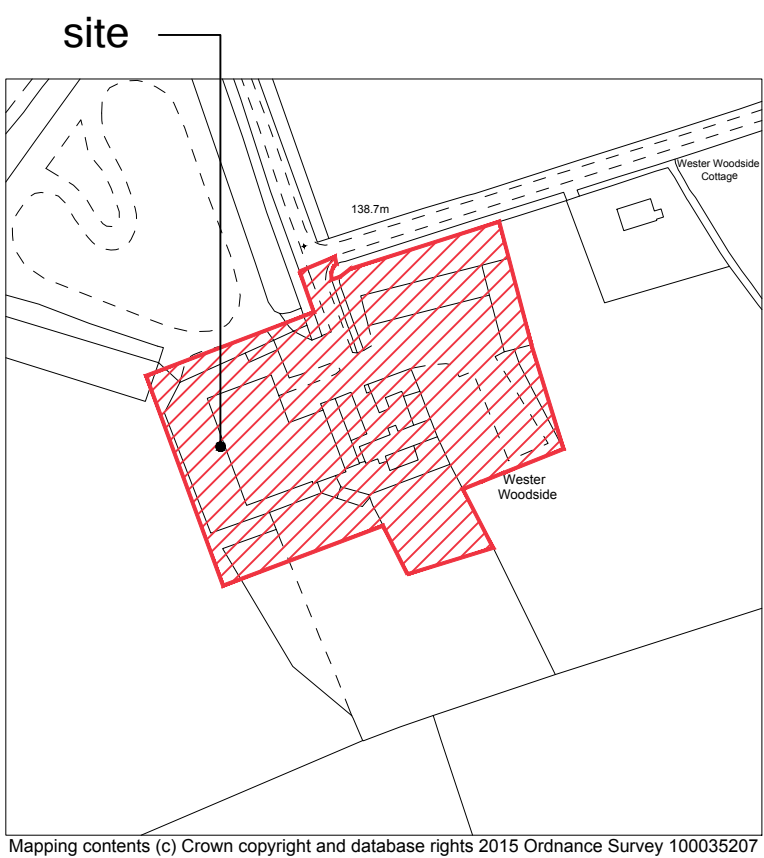 site
138.7m
Wester Woodside
Cottage
Wester
Woodside
Mapping contents (c) Crown copyright and database rights 2015 Ordnance Survey 100035207